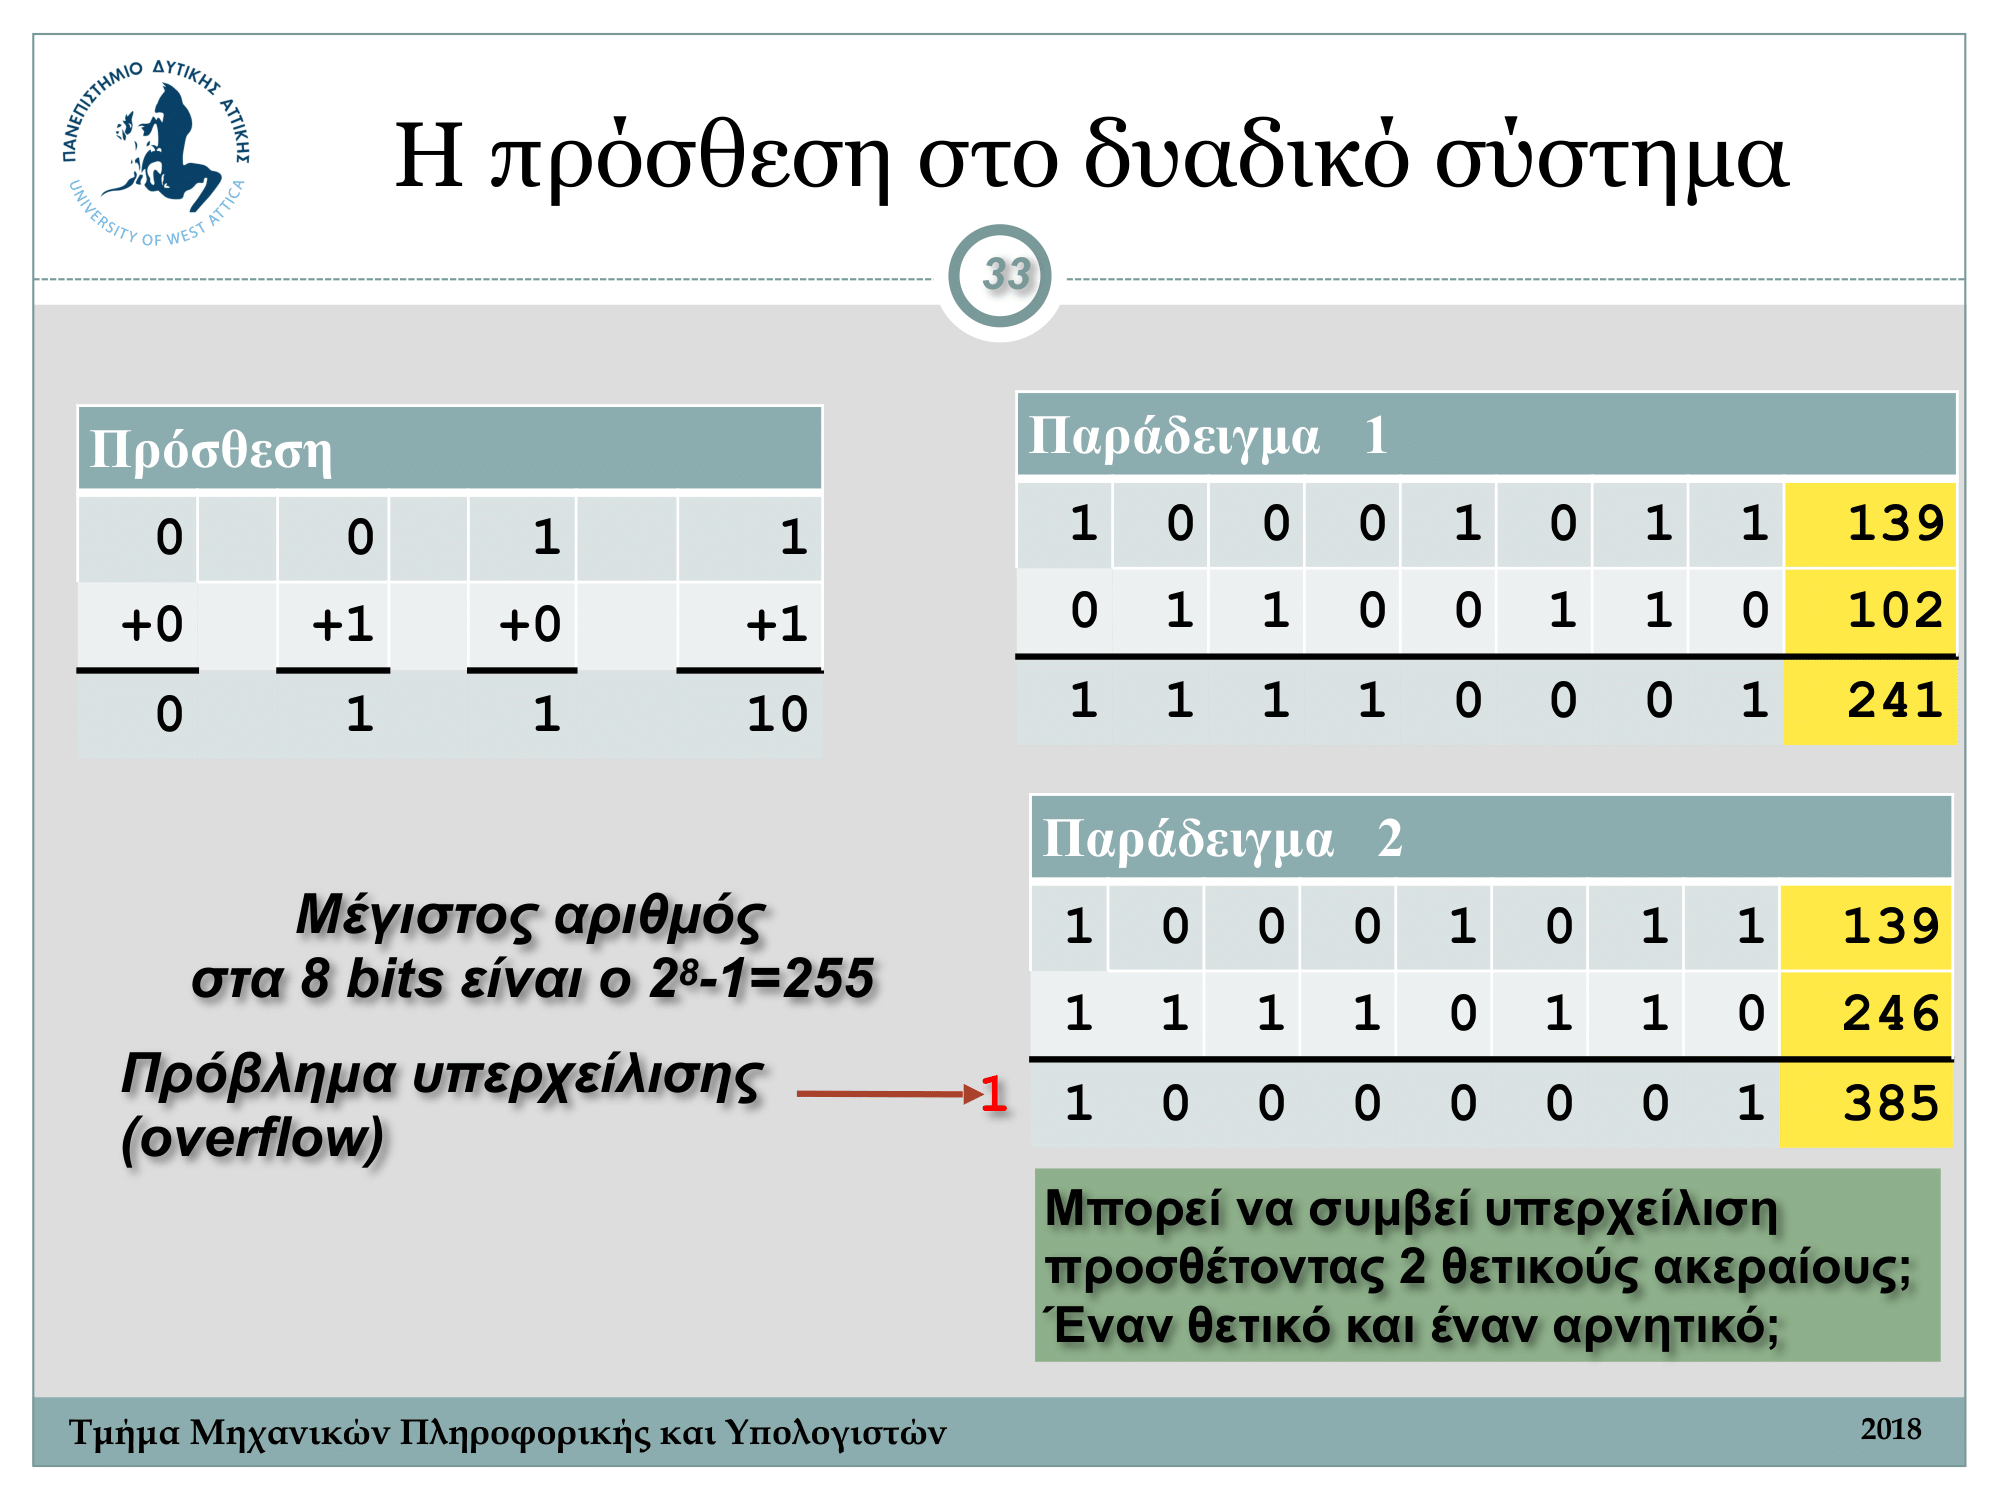 ΠΑΝΕΠΙΣΤΗΜΙΟ ΔΥΤΙΚΗΣ ΑΤΤΙΚΗΣ
UNIVERSITY OF WEST ATTICA
Η πρόσθεση στο δυαδικό σύστημα
33
Πρόσθεση
0 0 1 1
+0 +1 +0 +1
0 1 1 10
Παράδειγμα 1
1 0 0 0 1 0 1 1 139
0 1 1 0 0 1 1 0 102
1 1 1 1 0 0 0 1 241
Μέγιστος αριθμός
στα 8 bits είναι ο 2⁸-1=255
Πρόβλημα υπερχείλισης
(overflow)
Παράδειγμα 2
1 0 0 0 1 0 1 1 139
1 1 1 1 0 1 1 0 246
1 1 0 0 0 0 0 0 1 385
Μπορεί να συμβεί υπερχείλιση
προσθέτοντας 2 θετικούς ακεραίους;
Έναν θετικό και έναν αρνητικό;
Τμήμα Μηχανικών Πληροφορικής και Υπολογιστών
2018